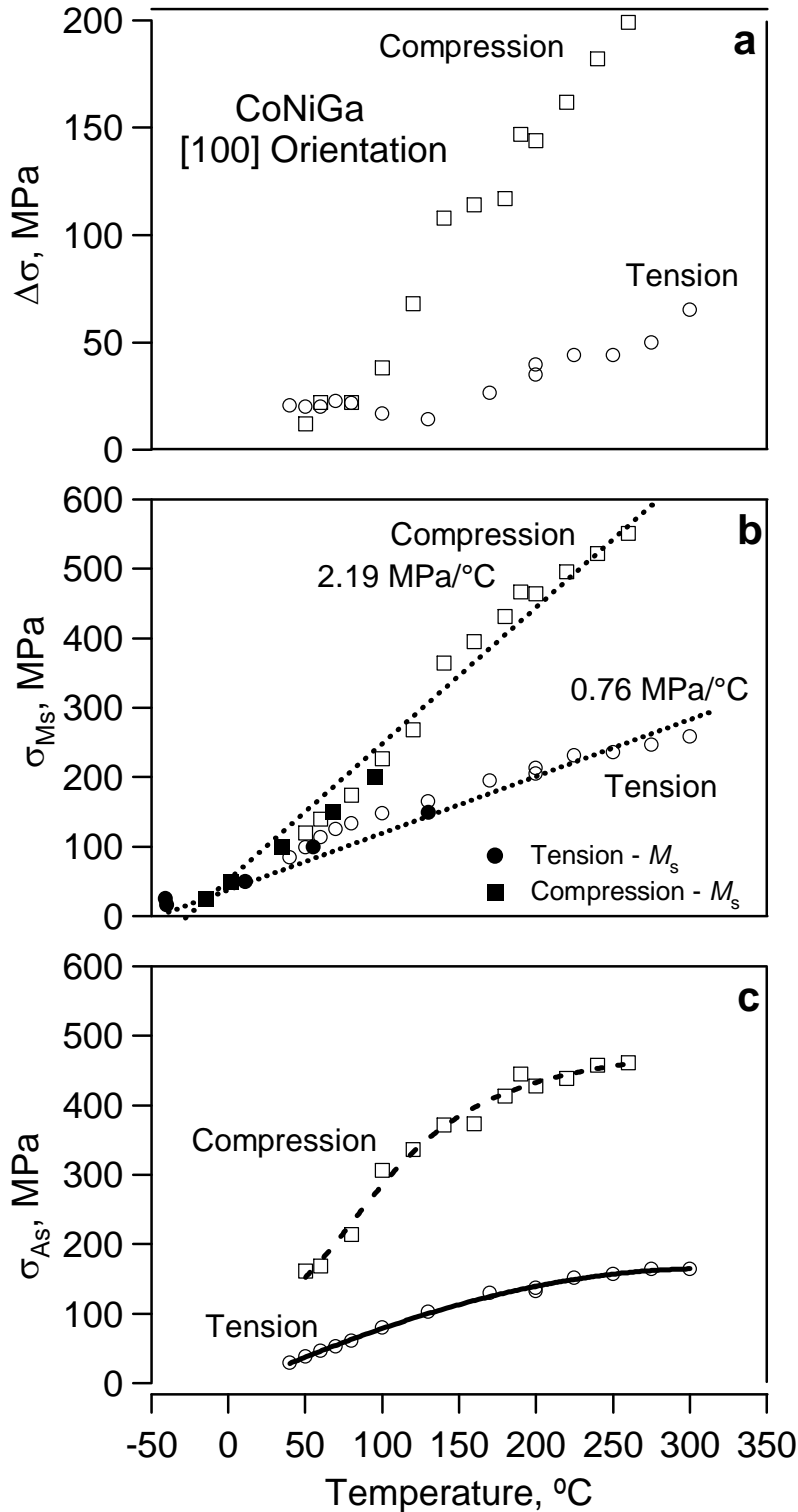 a
200
150
100
50
0
Δσ, MPa
Compression
CoNiGa
[100] Orientation
Tension
b
600
500
400
300
200
100
0
σMs, MPa
Compression
2.19 MPa/°C
0.76 MPa/°C
Tension
Tension - Ms
Compression - Ms
c
600
500
400
300
200
100
0
σAs, MPa
Compression
Tension
-50 0 50 100 150 200 250 300 350
Temperature, ºC